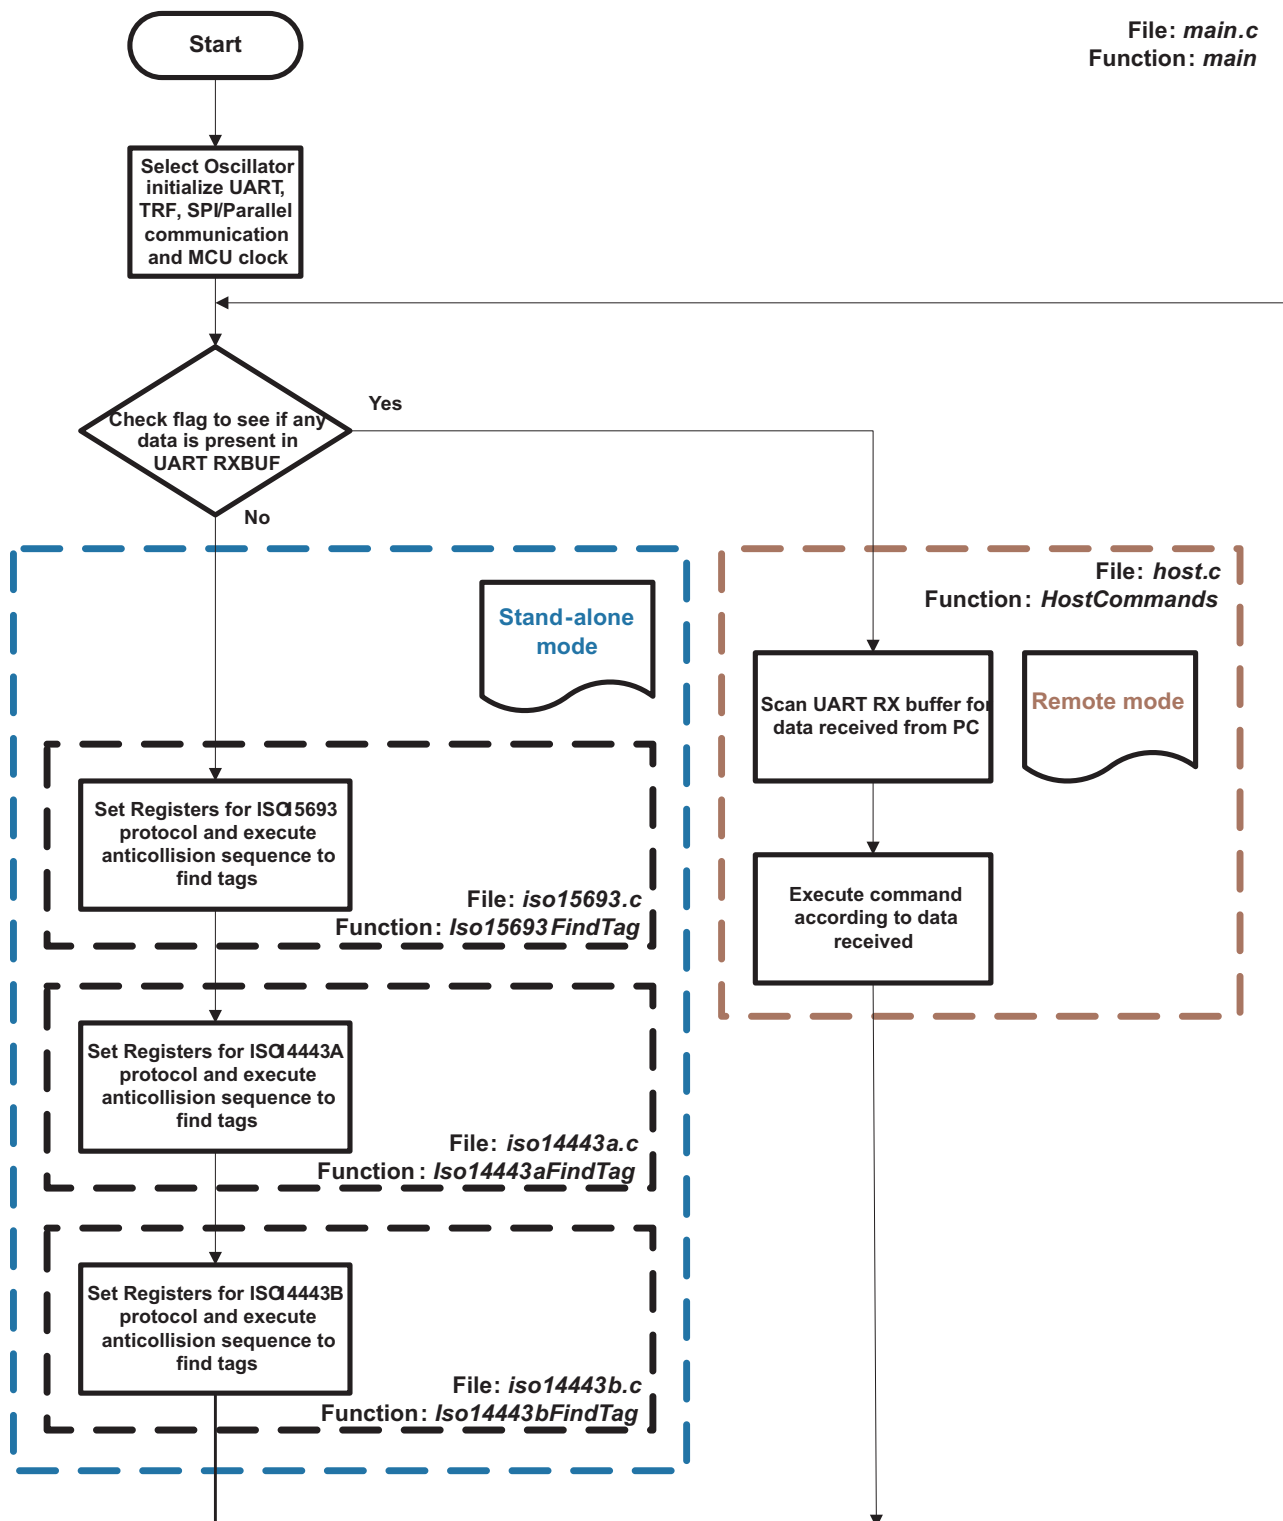 Start
File: main.c
Function: main
Select Oscillator
initialize UART,
TRF, SPI/Parallel
communication
and MCU clock
Check flag to see if any
data is present in
UART RXBUF
Yes
No
Stand-alone
mode
File: host.c
Function: HostCommands
Scan UART RX buffer for
data received from PC
Remote mode
Set Registers for ISO15693
protocol and execute
anticollision sequence to
find tags
File: iso15693.c
Function: Iso15693FindTag
Execute command
according to data
received
Set Registers for ISO14443A
protocol and execute
anticollision sequence to
find tags
File: iso14443a.c
Function: Iso14443aFindTag
Set Registers for ISO14443B
protocol and execute
anticollision sequence to
find tags
File: iso14443b.c
Function: Iso14443bFindTag